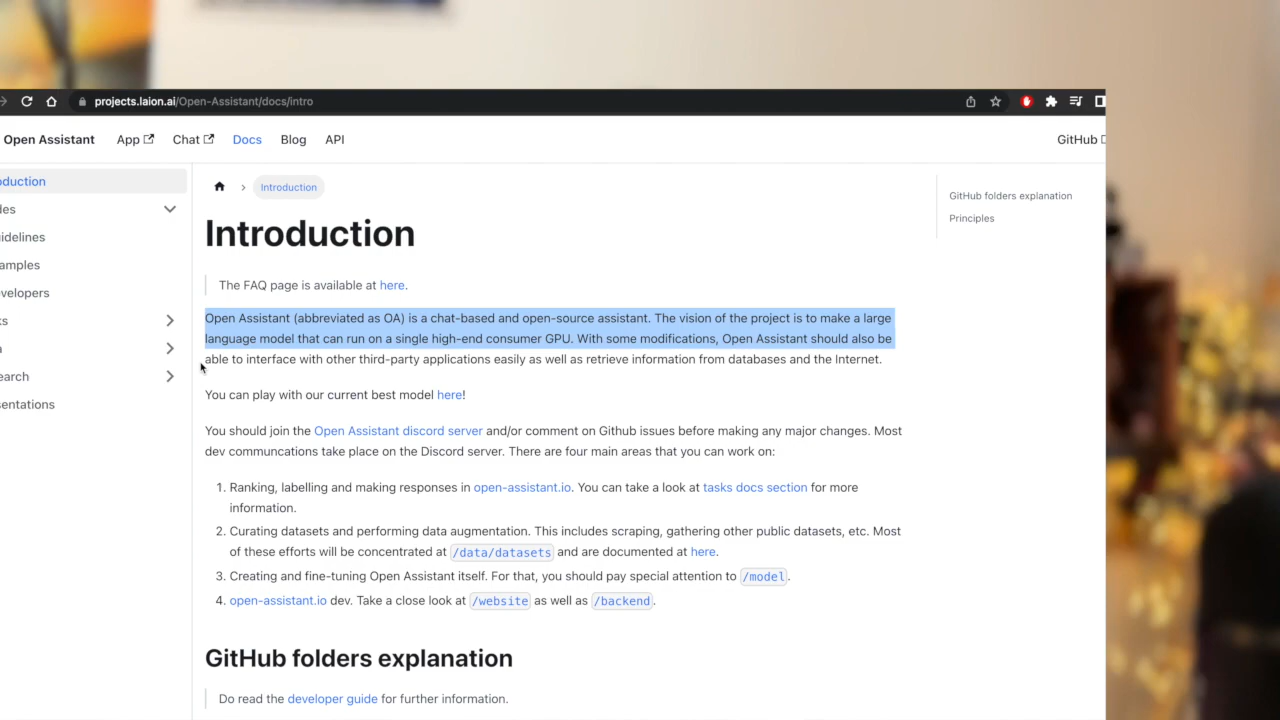 projects.laion.ai/Open-Assistant/docs/intro
Open Assistant App Chat Docs Blog API GitHub
Introduction
GitHub folders explanation
Principles
Introduction
The FAQ page is available at here.
Open Assistant (abbreviated as OA) is a chat-based and open-source assistant. The vision of the project is to make a large
language model that can run on a single high-end consumer GPU. With some modifications, Open Assistant should also be
able to interface with other third-party applications easily as well as retrieve information from databases and the Internet.
You can play with our current best model here!
You should join the Open Assistant discord server and/or comment on Github issues before making any major changes. Most
dev communcations take place on the Discord server. There are four main areas that you can work on:
1. Ranking, labelling and making responses in open-assistant.io. You can take a look at tasks docs section for more
information.
2. Curating datasets and performing data augmentation. This includes scraping, gathering other public datasets, etc. Most
of these efforts will be concentrated at /data/datasets and are documented at here.
3. Creating and fine-tuning Open Assistant itself. For that, you should pay special attention to /model.
4. open-assistant.io dev. Take a close look at /website as well as /backend.
GitHub folders explanation
Do read the developer guide for further information.
oduction
des
idelines
amples
velopers
ks
a
earch
sentations